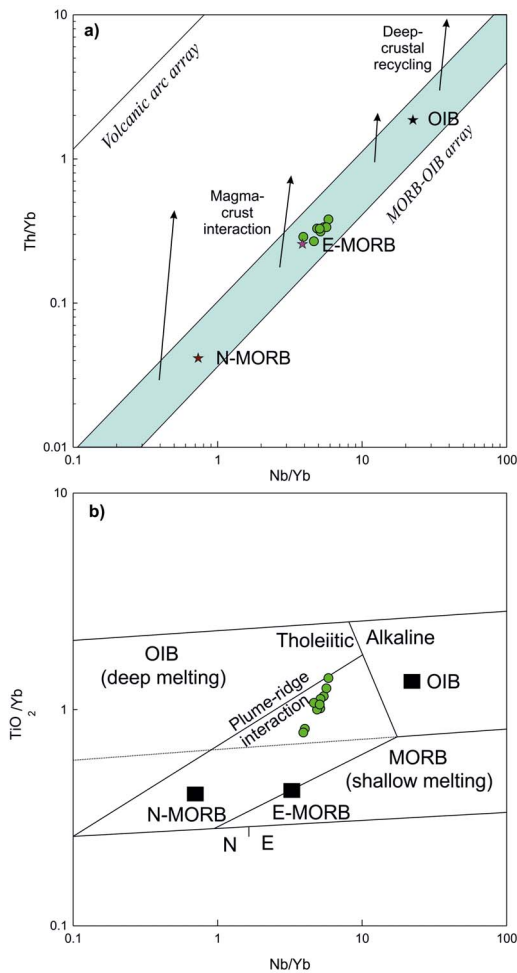 10
a)
Volcanic arc array
Deep-
crustal
recycling
OIB
MORB-OIB array
1
Magma-
crust
interaction
Th/Yb
E-MORB
0.1
N-MORB
0.01
0.1
1
10
100
Nb/Yb
10
b)
Tholeiitic
Alkaline
OIB
(deep melting)
OIB
Plume-ridge
interaction
TiO2/Yb
1
MORB
(shallow melting)
N-MORB
E-MORB
N
E
0.1
0.1
1
10
100
Nb/Yb